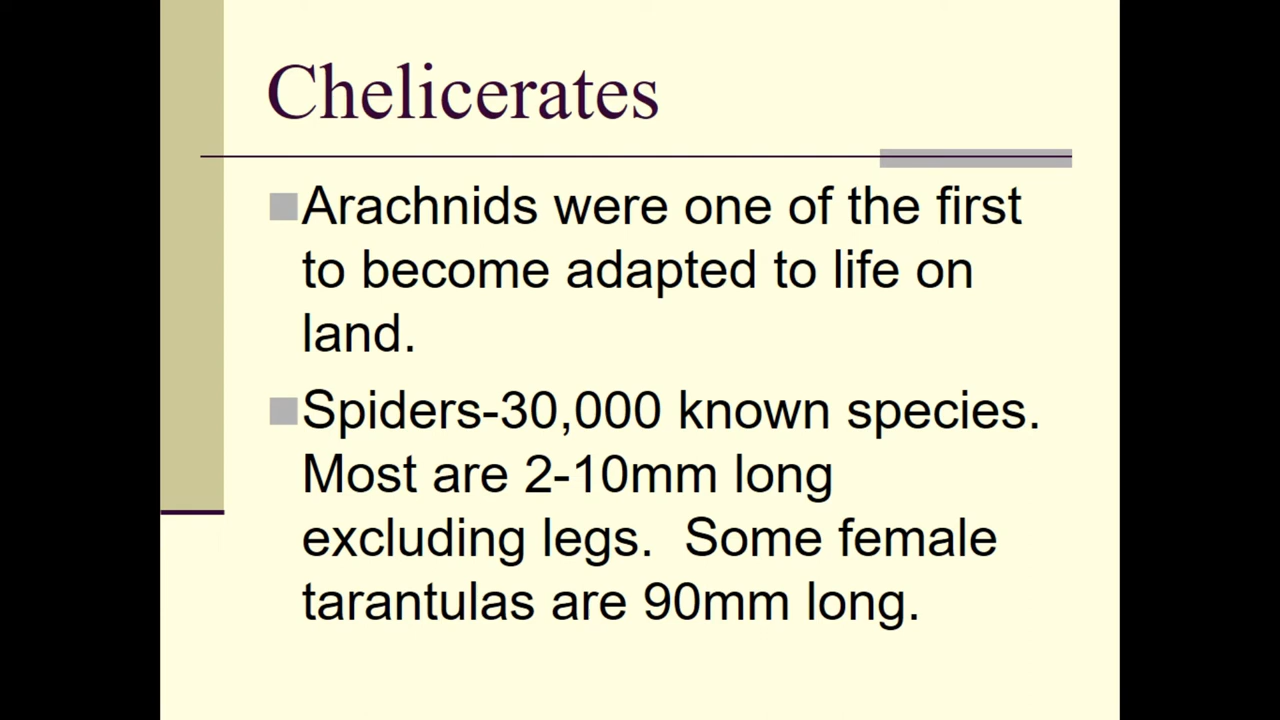 Chelicerates
Arachnids were one of the first
to become adapted to life on
land.
Spiders-30,000 known species.
Most are 2-10mm long
excluding legs.  Some female
tarantulas are 90mm long.